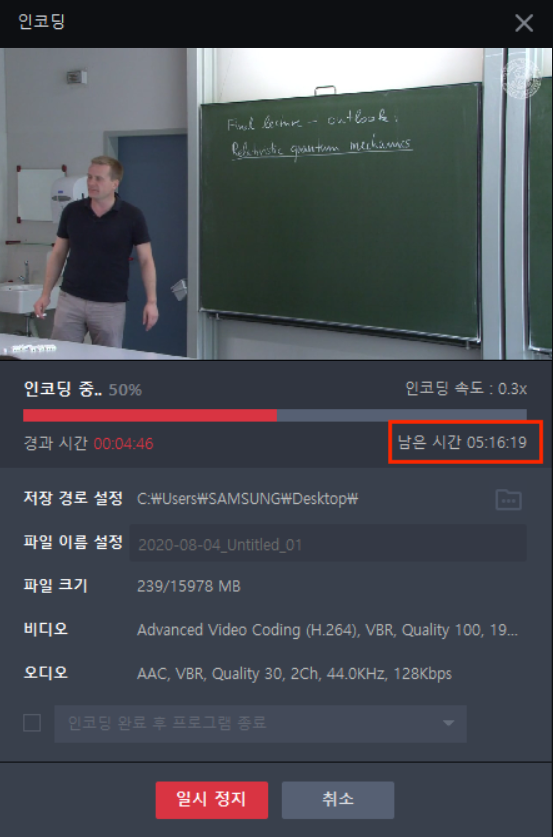 인코딩
Final lecture – outlook:
Relativistic quantum mechanics
인코딩 중.. 50%
인코딩 속도 : 0.3x
경과 시간 00:04:46
남은 시간 05:16:19
저장 경로 설정 C:₩Users₩SAMSUNG₩Desktop₩
파일 이름 설정 2020-08-04_Untitled_01
파일 크기 239/15978 MB
비디오 Advanced Video Coding (H.264), VBR, Quality 100, 19...
오디오 AAC, VBR, Quality 30, 2Ch, 44.0KHz, 128Kbps
인코딩 완료 후 프로그램 종료
일시 정지
취소